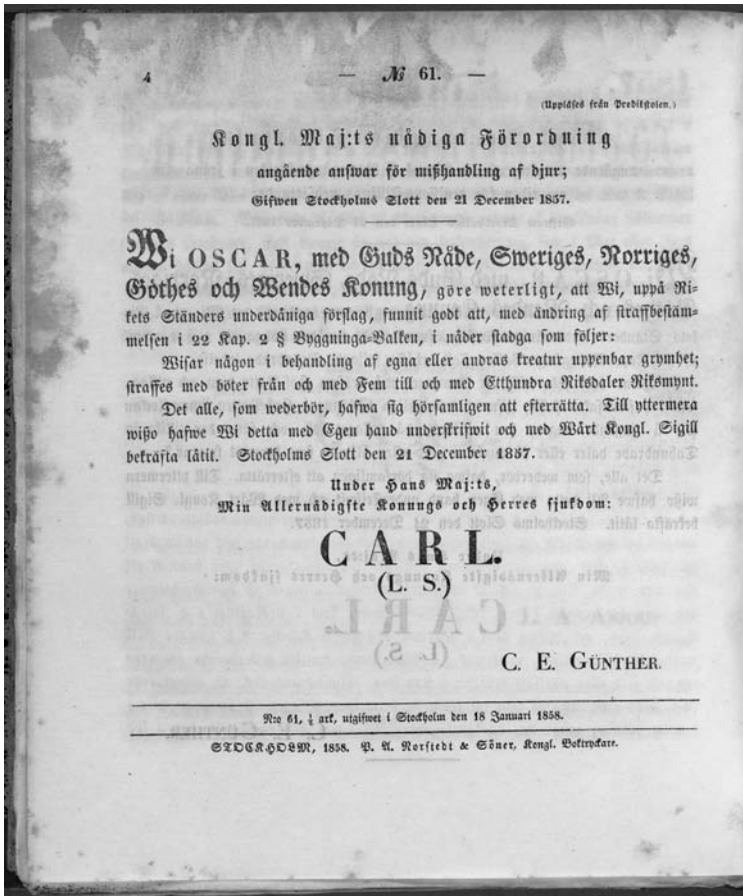 4 — № 61. —
(Uppläses från Predikstolen.)
Kongl. Maj:ts nådiga Förordning
angående answar för mißhandling af djur;
Gifwen Stockholms Slott den 21 December 1857.
Wi OSCAR, med Guds Nåde, Sweriges, Norriges,
Göthes och Wendes Konung, göre weterligt, att Wi, uppå Ri-
kets Ständers underdåniga förslag, funnit godt att, med ändring af straffbestäm-
melsen i 22 Kap. 2 § Byggninga-Balken, i nåder stadga som följer:
Wisar någon i behandling af egna eller andras kreatur uppenbar grymhet;
straffes med böter från och med Fem till och med Etthundra Riksdaler Riksmynt.
Det alle, som wederbör, hafwa sig hörsamligen att efterrätta. Till yttermera
wißo hafwe Wi detta med Egen hand underskrifwit och med Wårt Kongl. Sigill
bekräfta låtit. Stockholms Slott den 21 December 1857.
Under Hans Maj:ts,
Min Allernådigste Konungs och Herres sjukdom:
CARL.
(L. S.)
C. E. GÜNTHER.
N:o 61, ½ ark, utgifwet i Stockholm den 18 Januari 1858.
STOCKHOLM, 1858. P. A. Norstedt & Söner, Kongl. Boktryckare.